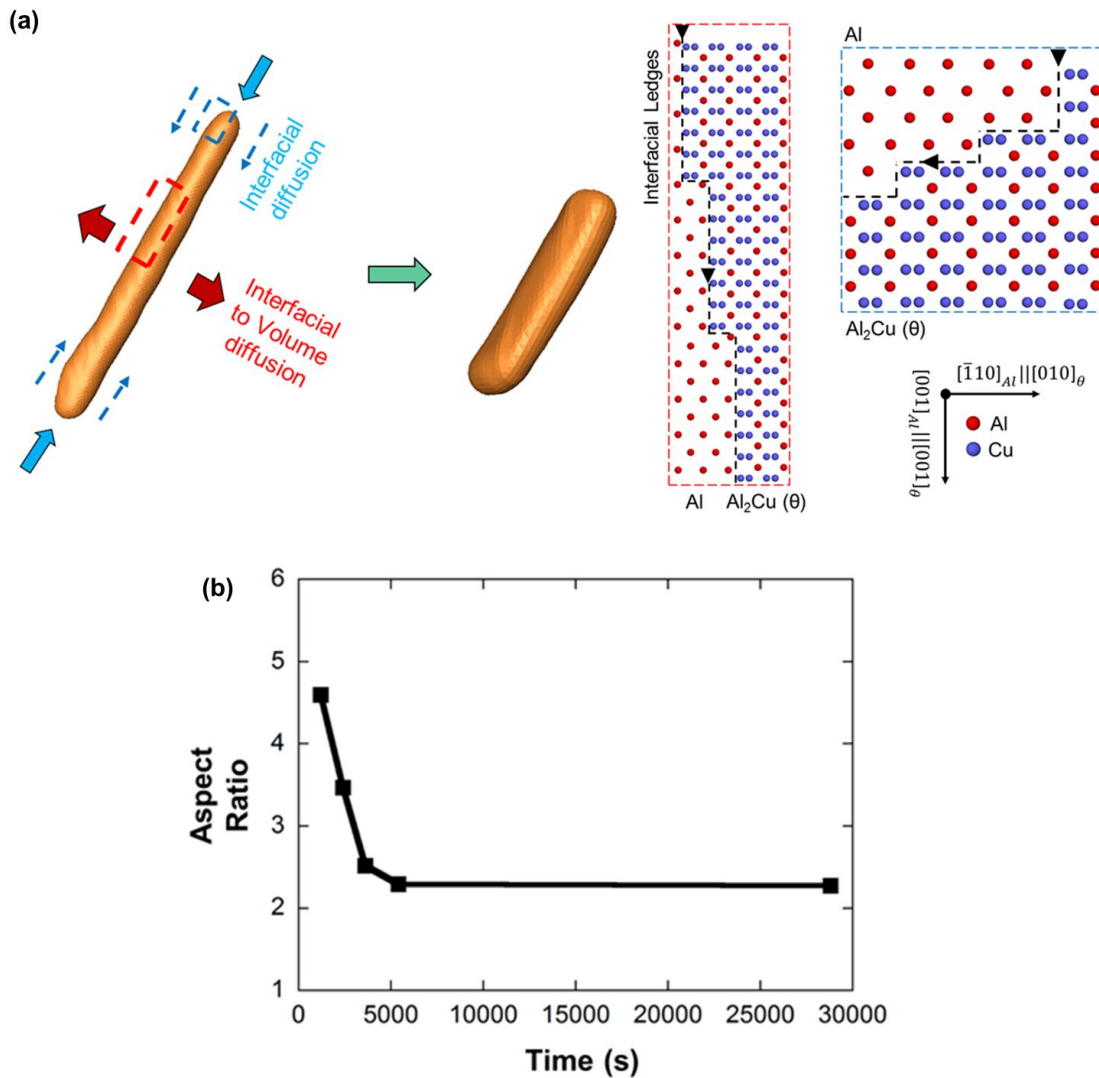 (a)
Interfacial
diffusion
Interfacial
to Volume
diffusion
Interfacial Ledges
Al
Al₂Cu (θ)
Al
Al₂Cu (θ)
[1̅10]Al||[010]θ
[001]Al||[001]θ
Al
Cu
(b)
Aspect
Ratio
6
5
4
3
2
1
0
5000
10000
15000
20000
25000
30000
Time (s)